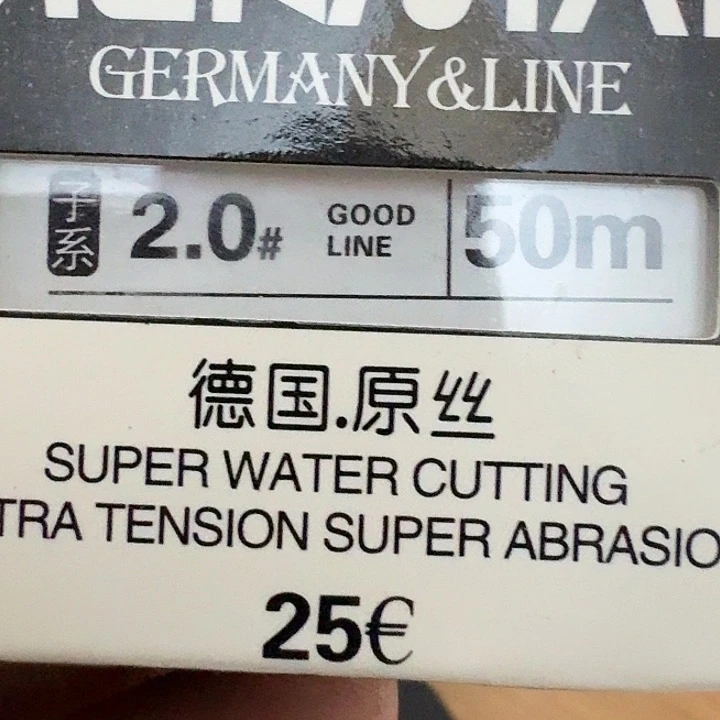 GERMANY&LINE
子系 2.0# GOOD LINE 50m
德国.原丝
SUPER WATER CUTTING
TRA TENSION SUPER ABRASIO
25€